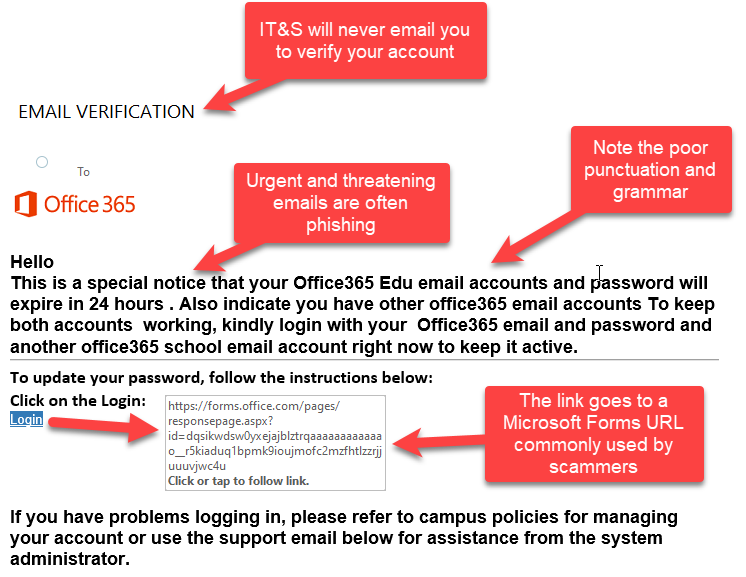 IT&S will never email you
to verify your account
EMAIL VERIFICATION
To
Office 365
Urgent and threatening
emails are often
phishing
Note the poor
punctuation and
grammar
Hello
This is a special notice that your Office365 Edu email accounts and password will
expire in 24 hours . Also indicate you have other office365 email accounts To keep
both accounts  working, kindly login with your  Office365 email and password and
another office365 school email account right now to keep it active.
To update your password, follow the instructions below:
Click on the Login:
Login
https://forms.office.com/pages/
responsepage.aspx?
id=dqsikwdsw0yxejajblztrqaaaaaaaaaaaa
o__r5kiaduq1bpmk9ioujmofc2mzfhtlzzrjj
uuuvjwc4u
Click or tap to follow link.
The link goes to a
Microsoft Forms URL
commonly used by
scammers
If you have problems logging in, please refer to campus policies for managing
your account or use the support email below for assistance from the system
administrator.